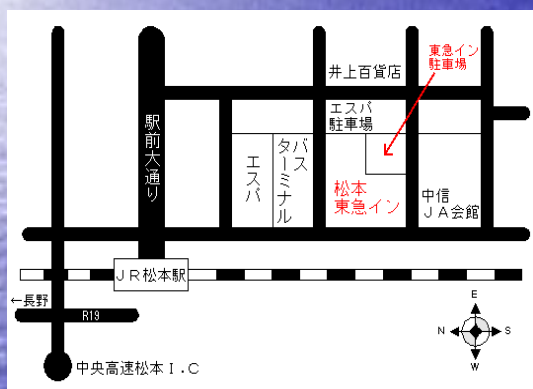 東急イン
駐車場
井上百貨店
エスパ
駐車場
駅前大通り
エスパ
バス
ターミナル
松本
東急イン
中信
ＪＡ会館
ＪＲ松本駅
←長野
R19
中央高速松本Ｉ.Ｃ
E
N
S
W